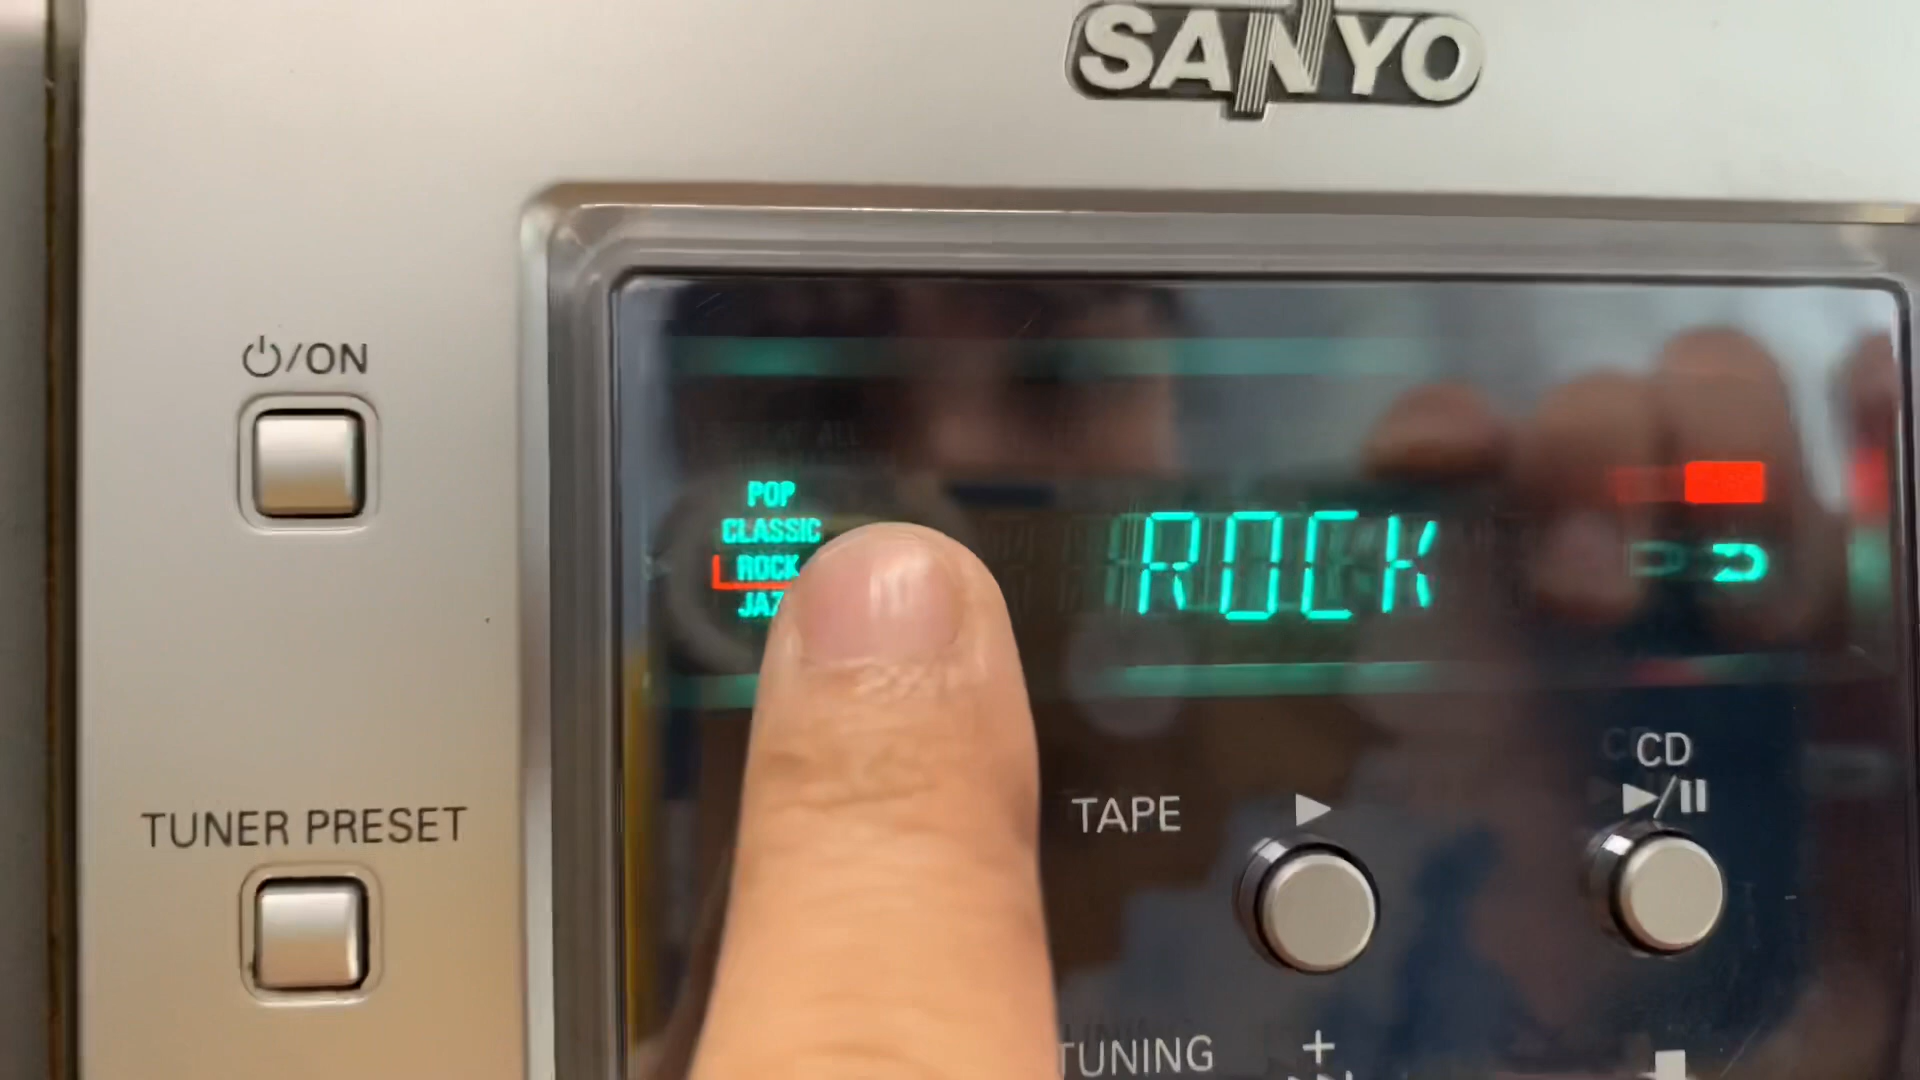 SANYO
⏻/ON
POP
CLASSIC
ROCK
ROCK
CD
▶/II
TUNER PRESET
TAPE ▶
TUNING +